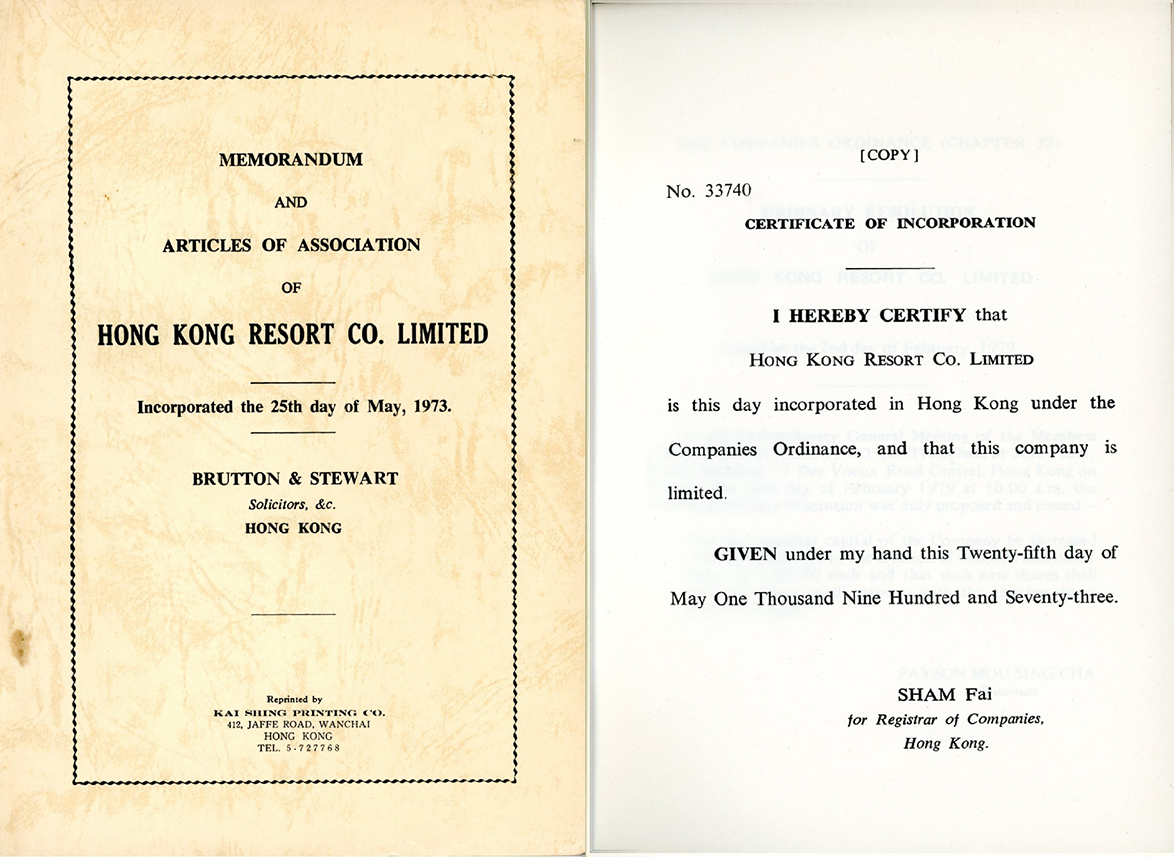 MEMORANDUM
AND
ARTICLES OF ASSOCIATION
OF
HONG KONG RESORT CO. LIMITED
Incorporated the 25th day of May, 1973.
BRUTTON & STEWART
Solicitors, &c.
HONG KONG
Reprinted by
KAI SHING PRINTING CO.
412, JAFFE ROAD, WANCHAI
HONG KONG
TEL. 5-727768
[COPY]
No. 33740
CERTIFICATE OF INCORPORATION
I HEREBY CERTIFY that
HONG KONG RESORT CO. LIMITED
is this day incorporated in Hong Kong under the
Companies Ordinance, and that this company is
limited.
GIVEN under my hand this Twenty-fifth day of
May One Thousand Nine Hundred and Seventy-three.
SHAM Fai
for Registrar of Companies,
Hong Kong.